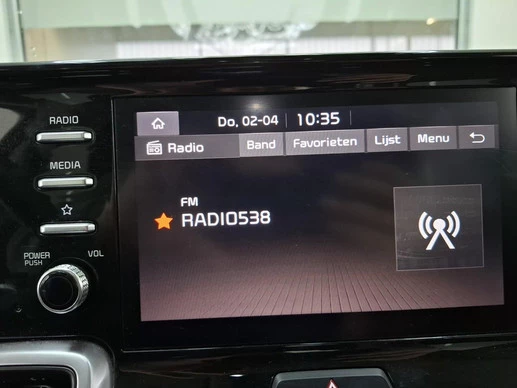 RADIO
MEDIA
POWER
PUSH
VOL
Do, 02-04 10:35
Radio Band Favorieten Lijst Menu
FM
RADIO538